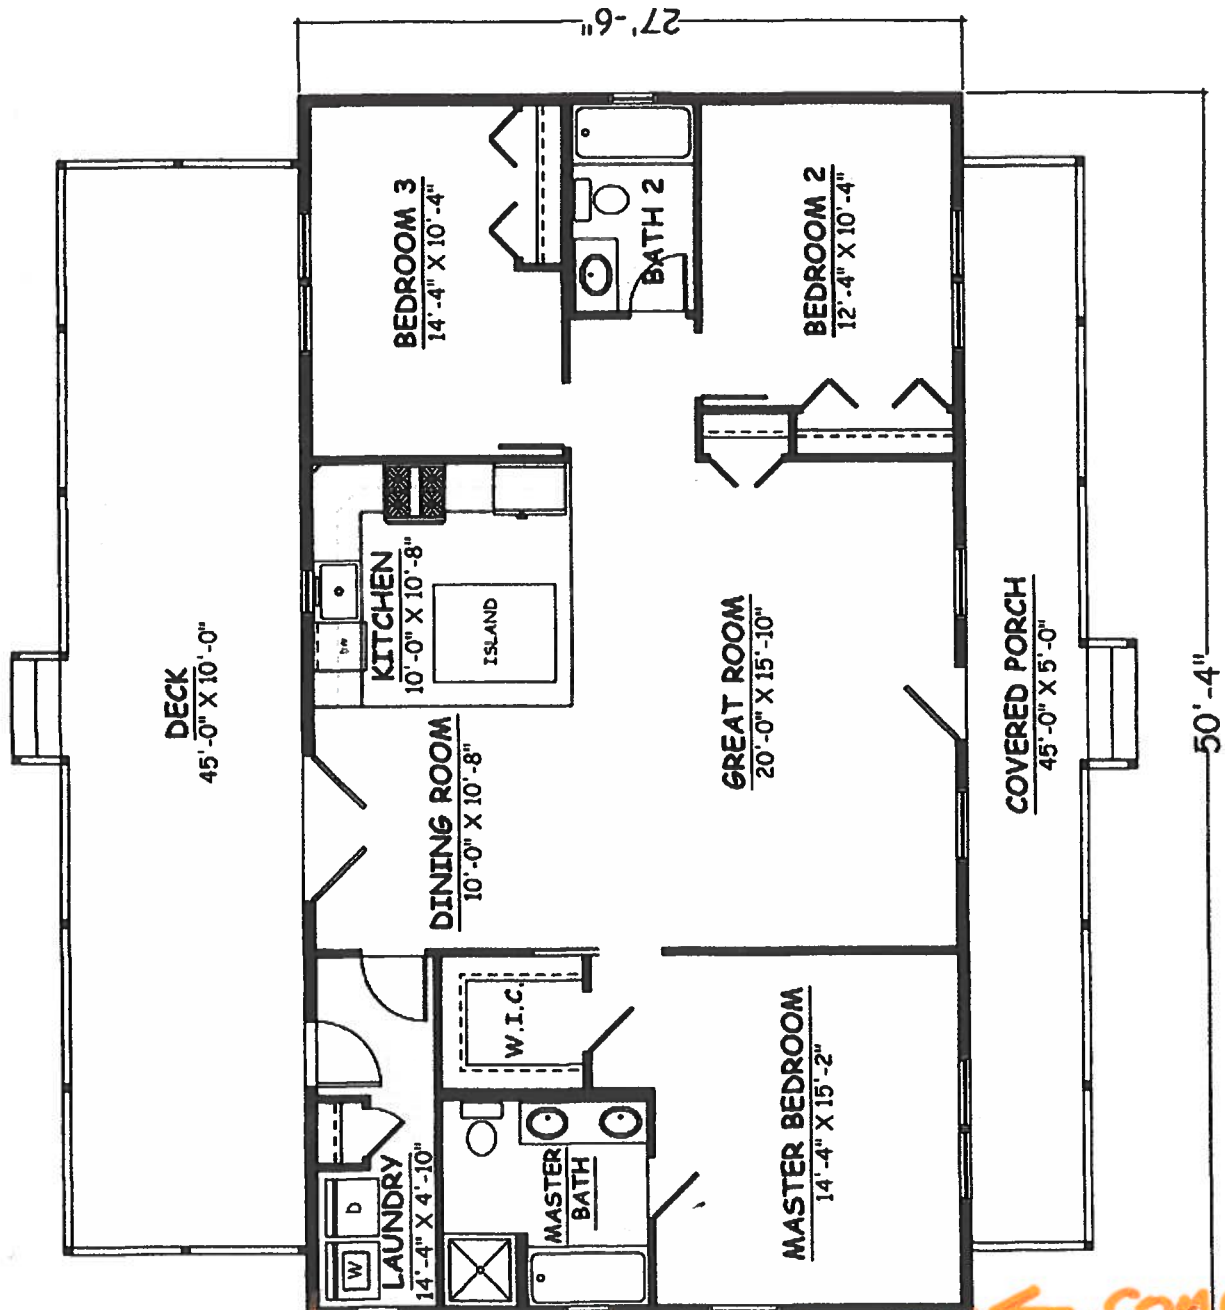 27'-6"
DECK
45'-0" X 10'-0"
LAUNDRY
14'-4" X 4'-10"
W
D
DINING ROOM
10'-0" X 10'-8"
KITCHEN
10'-0" X 10'-8"
DW
ISLAND
BEDROOM 3
14'-4" X 10'-4"
MASTER
BATH
W.I.C.
BATH 2
MASTER BEDROOM
14'-4" X 15'-2"
GREAT ROOM
20'-0" X 15'-10"
BEDROOM 2
12'-4" X 10'-4"
COVERED PORCH
45'-0" X 5'-0"
50'-4"